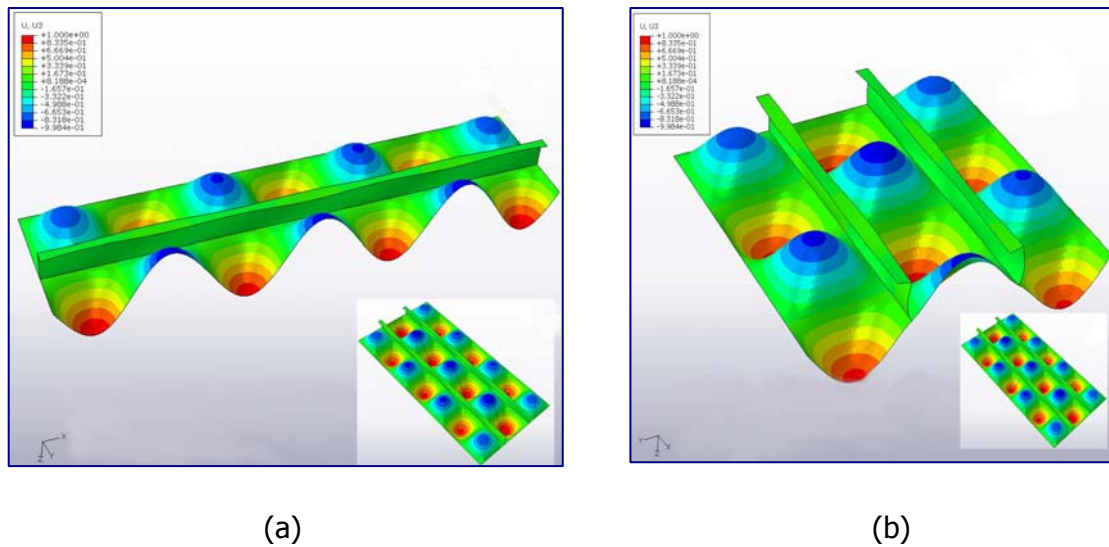 U, U3
+1.000e+00
+8.335e-01
+6.669e-01
+5.004e-01
+3.339e-01
+1.673e-01
+8.188e-04
-1.657e-01
-3.322e-01
-4.988e-01
-6.653e-01
-8.318e-01
-9.984e-01
X
Y
Z
(a)
U, U3
+1.000e+00
+8.335e-01
+6.669e-01
+5.004e-01
+3.339e-01
+1.673e-01
+8.188e-04
-1.657e-01
-3.322e-01
-4.988e-01
-6.653e-01
-8.318e-01
-9.984e-01
Y
X
Z
(b)